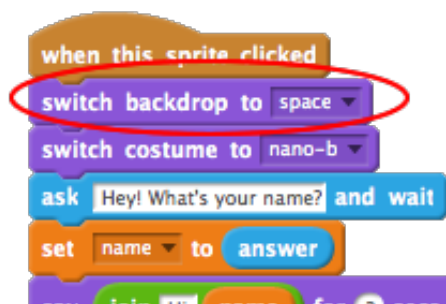 when this sprite clicked
switch backdrop to space
switch costume to nano-b
ask Hey! What's your name? and wait
set name to answer